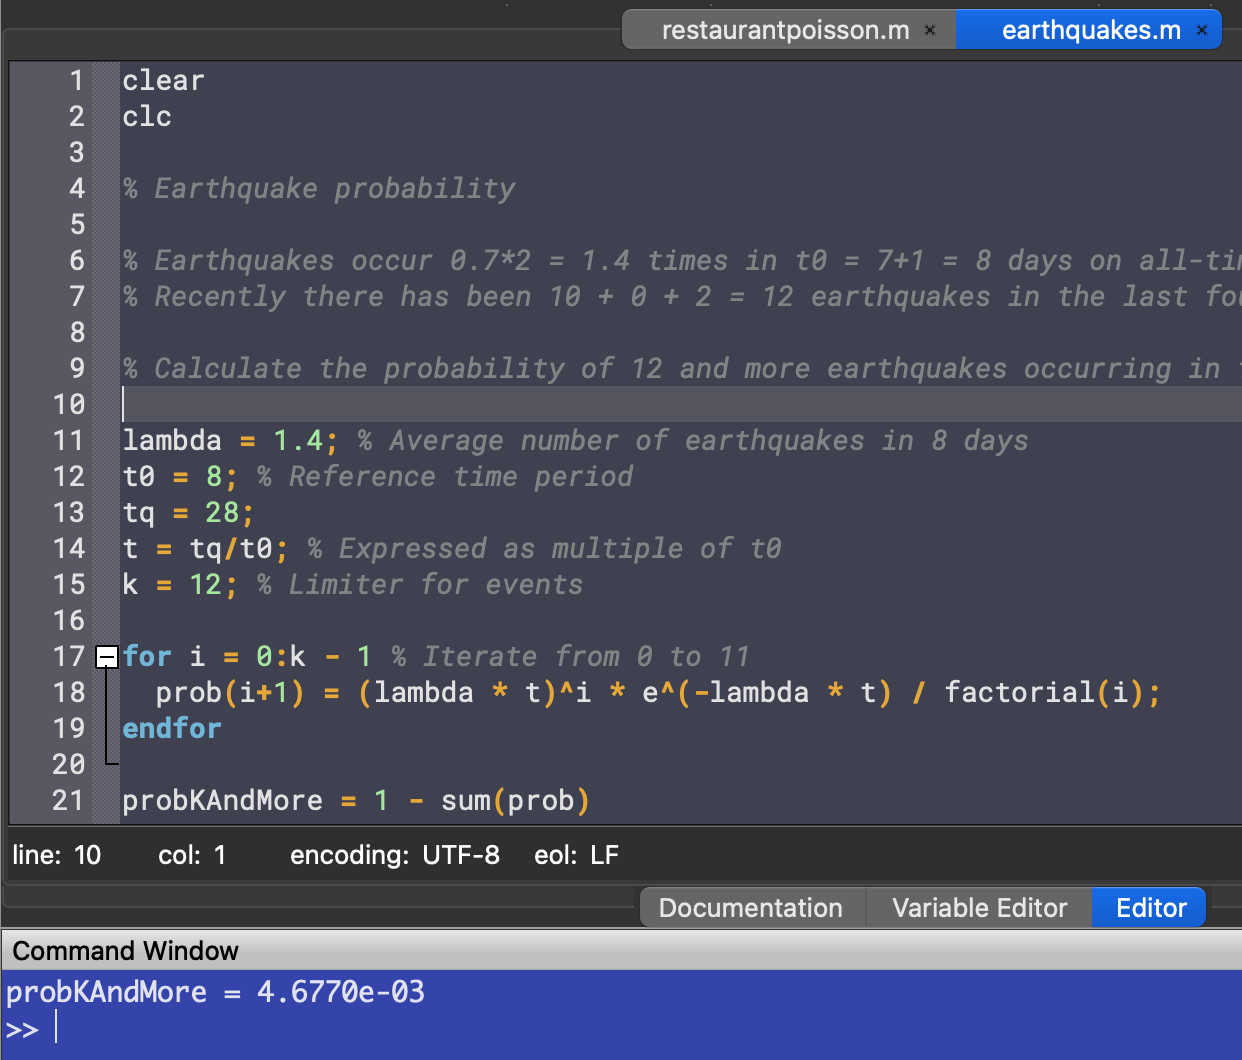 restaurantpoisson.m × earthquakes.m ×
1 clear
2 clc
3
4 % Earthquake probability
5
6 % Earthquakes occur 0.7*2 = 1.4 times in t0 = 7+1 = 8 days on
7 % Recently there has been 10 + 0 + 2 = 12 earthquakes in the last
8
9 % Calculate the probability of 12 and more earthquakes occurring in
10
11 lambda = 1.4; % Average number of earthquakes in 8 days
12 t0 = 8; % Reference time period
13 tq = 28;
14 t = tq/t0; % Expressed as multiple of t0
15 k = 12; % Limiter for events
16
17 for i = 0:k - 1 % Iterate from 0 to 11
18 prob(i+1) = (lambda * t)^i * e^(-lambda * t) / factorial(i);
19 endfor
20
21 probKAndMore = 1 - sum(prob)
line: 10 col: 1 encoding: UTF-8 eol: LF
Documentation Variable Editor Editor
Command Window
probKAndMore = 4.6770e-03
>>